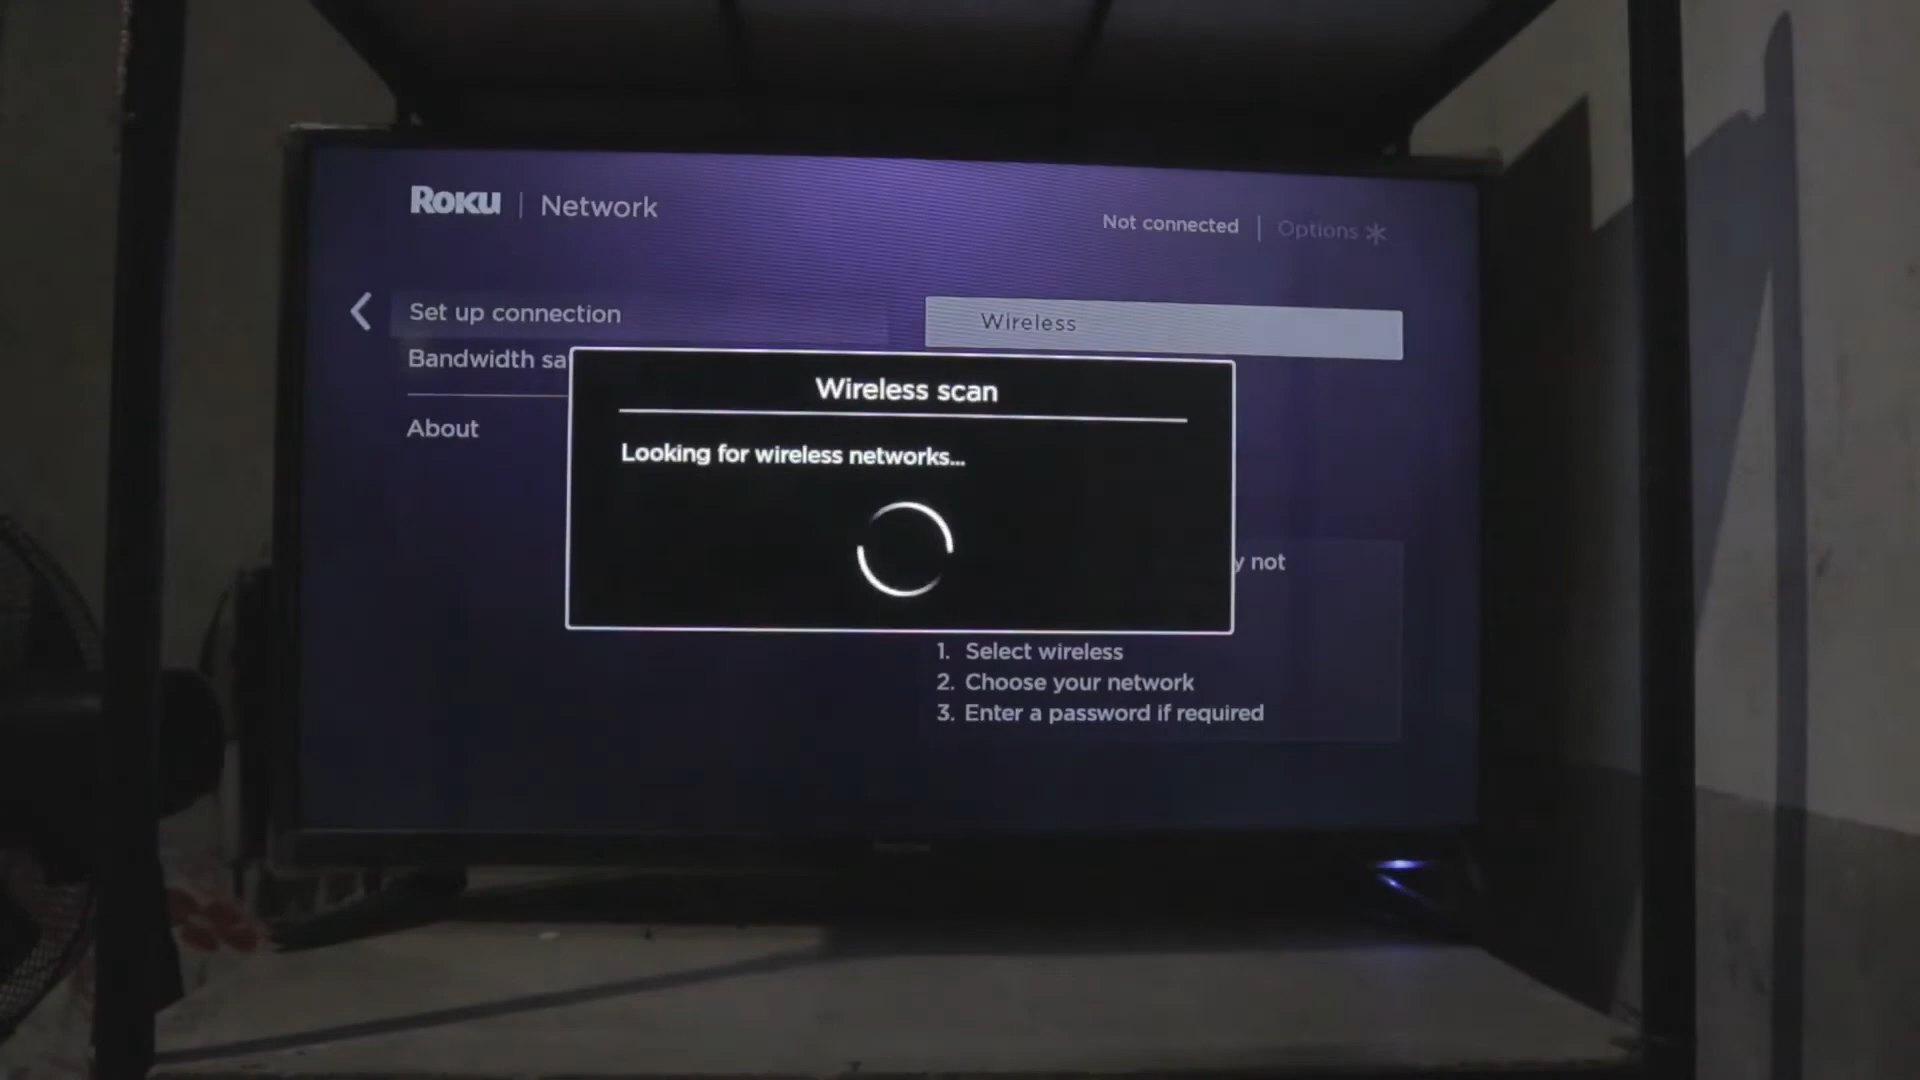 Roku | Network
Not connected | Options *
Set up connection
Wireless
Bandwidth sa
About
Wireless scan
Looking for wireless networks...
y not
1. Select wireless
2. Choose your network
3. Enter a password if required